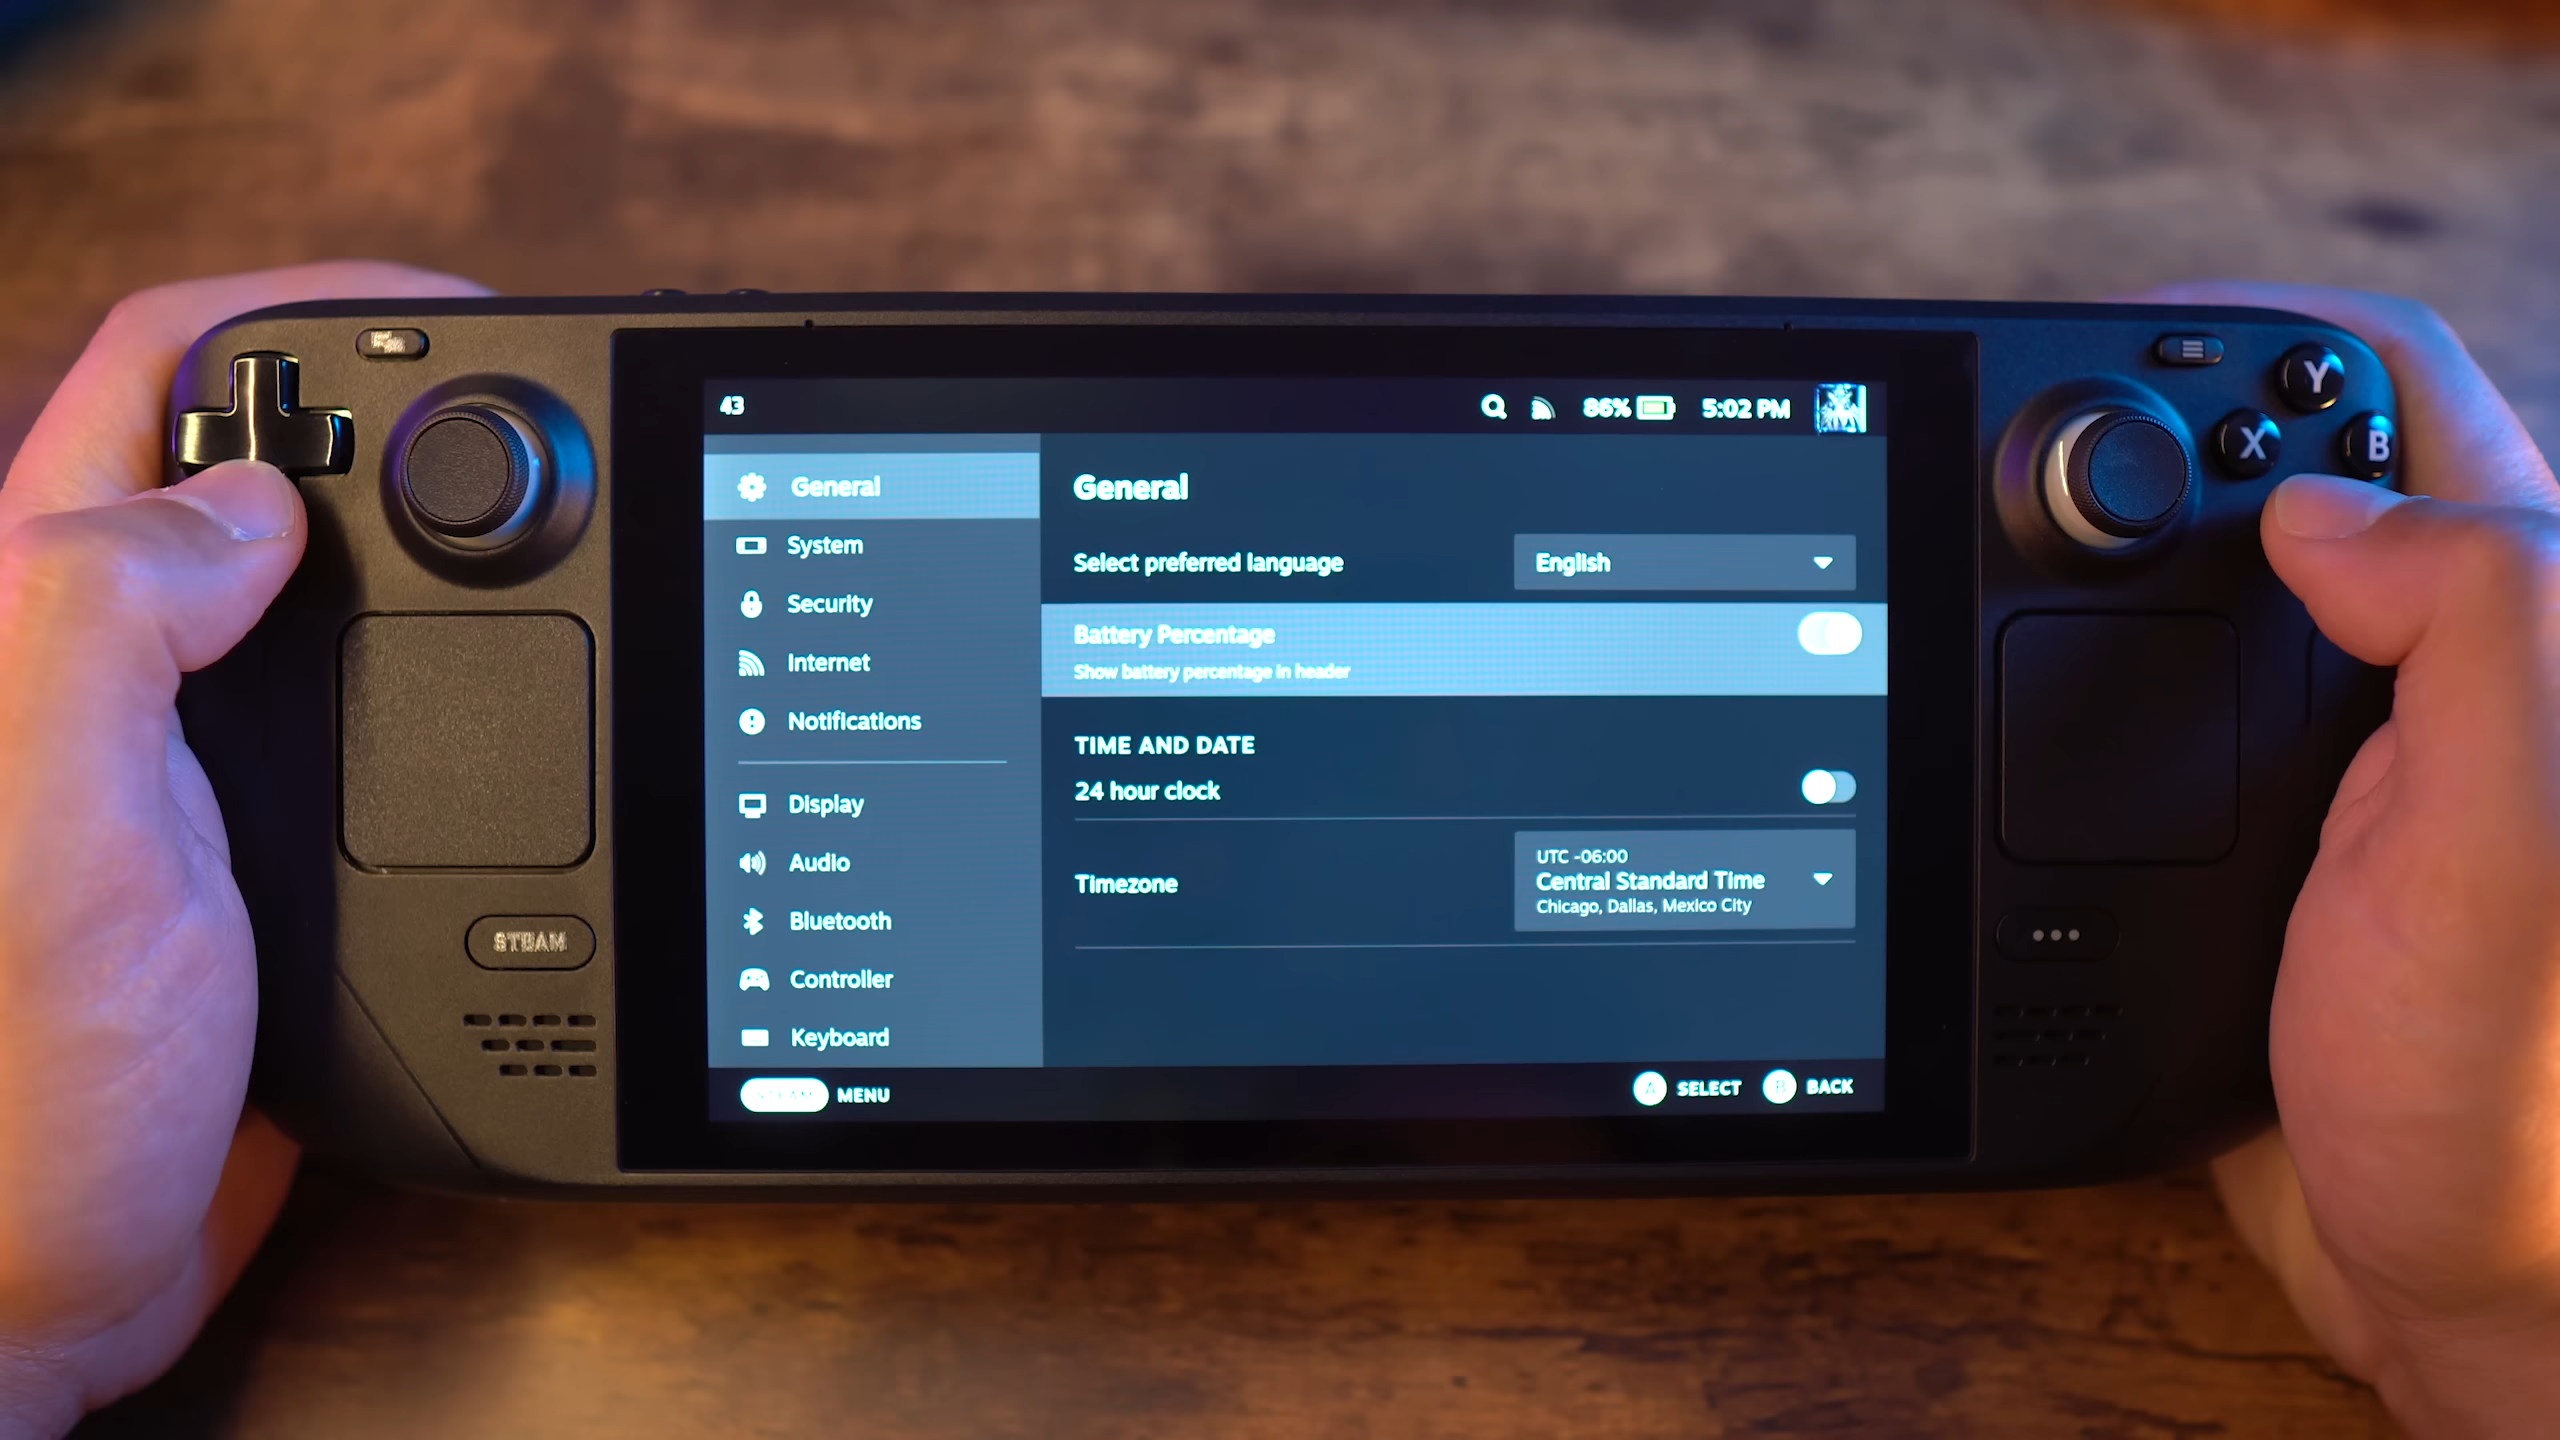 43
86%
5:02 PM
General
System
Security
Internet
Notifications
Display
Audio
Bluetooth
Controller
Keyboard
General
Select preferred language
English
Battery Percentage
Show battery percentage in header
TIME AND DATE
24 hour clock
Timezone
UTC -06:00
Central Standard Time
Chicago, Dallas, Mexico City
STEAM
MENU
A
SELECT
B
BACK
STEAM
Y
X
B